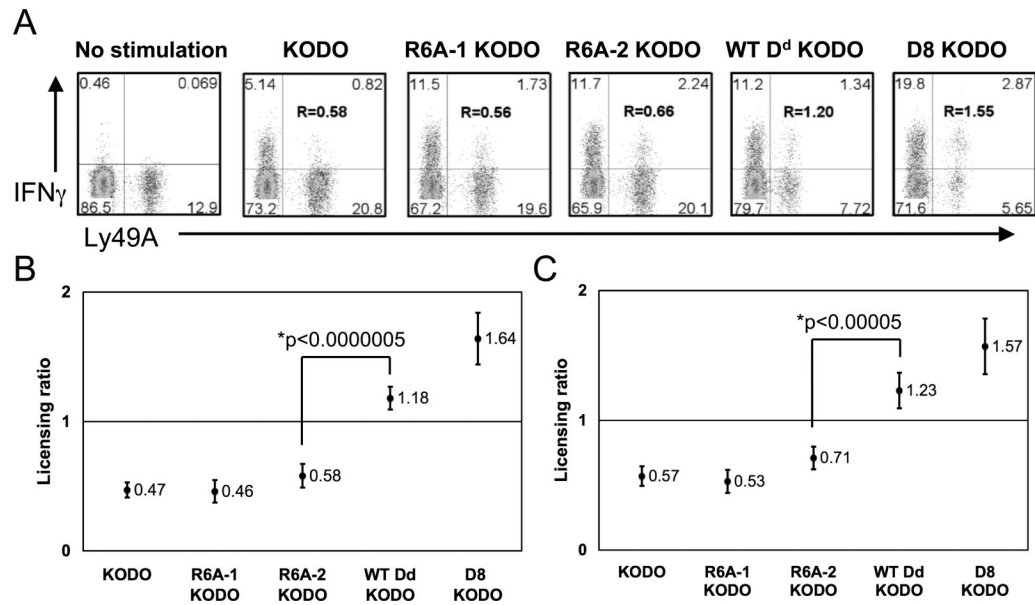 A
No stimulation KODO R6A-1 KODO R6A-2 KODO WT Dᵈ KODO D8 KODO
0.46 0.069 5.14 0.82 11.5 1.73 11.7 2.24 11.2 1.34 19.8 2.87
R=0.58 R=0.56 R=0.66 R=1.20 R=1.55
IFNγ
86.5 12.9 73.2 20.8 67.2 19.6 65.9 20.1 79.7 7.72 71.6 5.65
Ly49A
B
2
*p<0.0000005
1.64
1.18
Licensing ratio
1
0.47 0.46 0.58
0
KODO R6A-1 R6A-2 WT Dd D8
KODO KODO KODO KODO
C
2
*p<0.00005
1.57
1.23
Licensing ratio
1
0.57 0.53 0.71
0
KODO R6A-1 R6A-2 WT Dd D8
KODO KODO KODO KODO